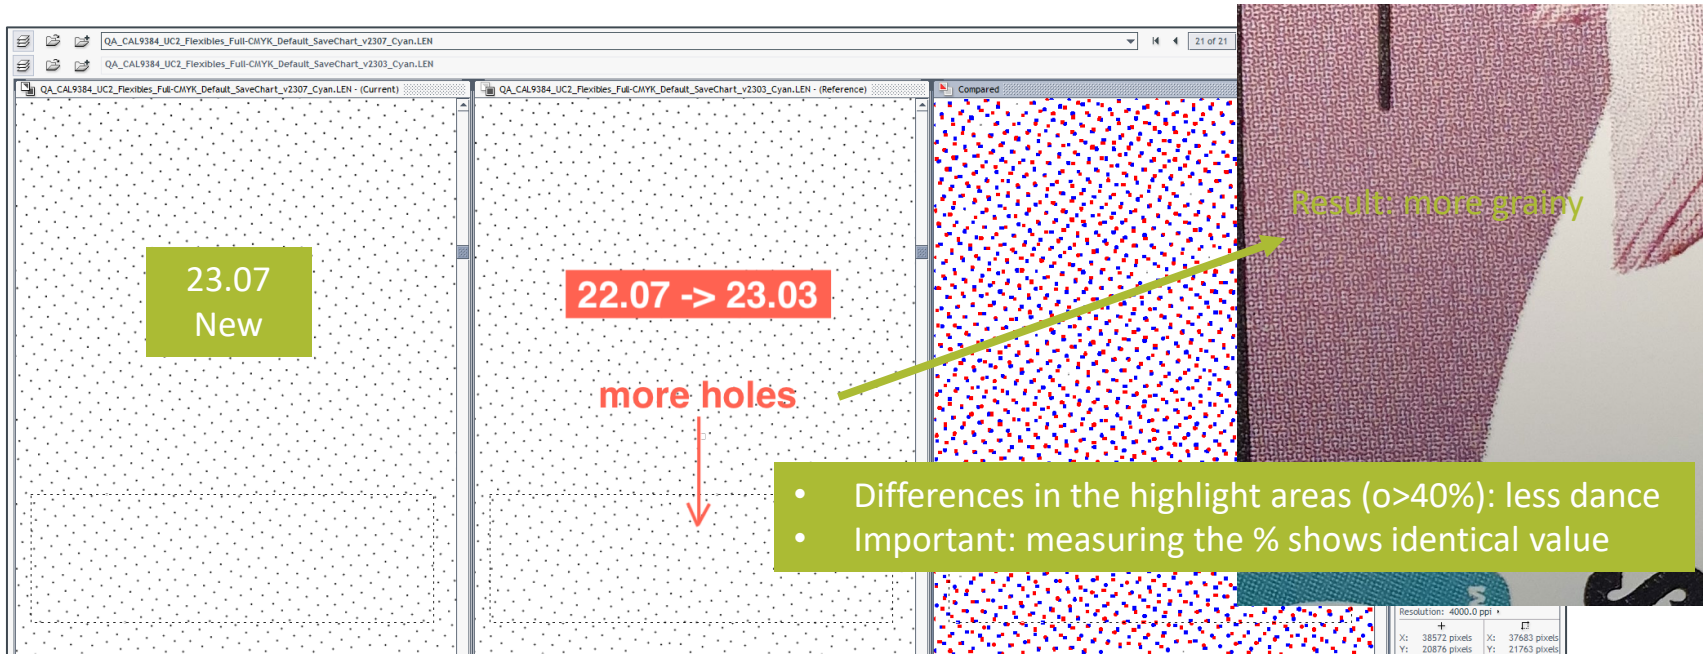 QA_CAL9384_UC2_Flexibles_Full-CMYK_Default_SaveChart_v2307_Cyan.LEN
21 of 21
QA_CAL9384_UC2_Flexibles_Full-CMYK_Default_SaveChart_v2303_Cyan.LEN
QA_CAL9384_UC2_Flexibles_Full-CMYK_Default_SaveChart_v2307_Cyan.LEN - (Current)
QA_CAL9384_UC2_Flexibles_Full-CMYK_Default_SaveChart_v2303_Cyan.LEN - (Reference)
Compared
Result: more grainy
23.07
New
22.07 -> 23.03
more holes
• Differences in the highlight areas (o>40%): less dance
• Important: measuring the % shows identical value
Resolution: 4000.0 ppi
X: 38572 pixels X: 37683 pixels
Y: 20876 pixels Y: 21763 pixels